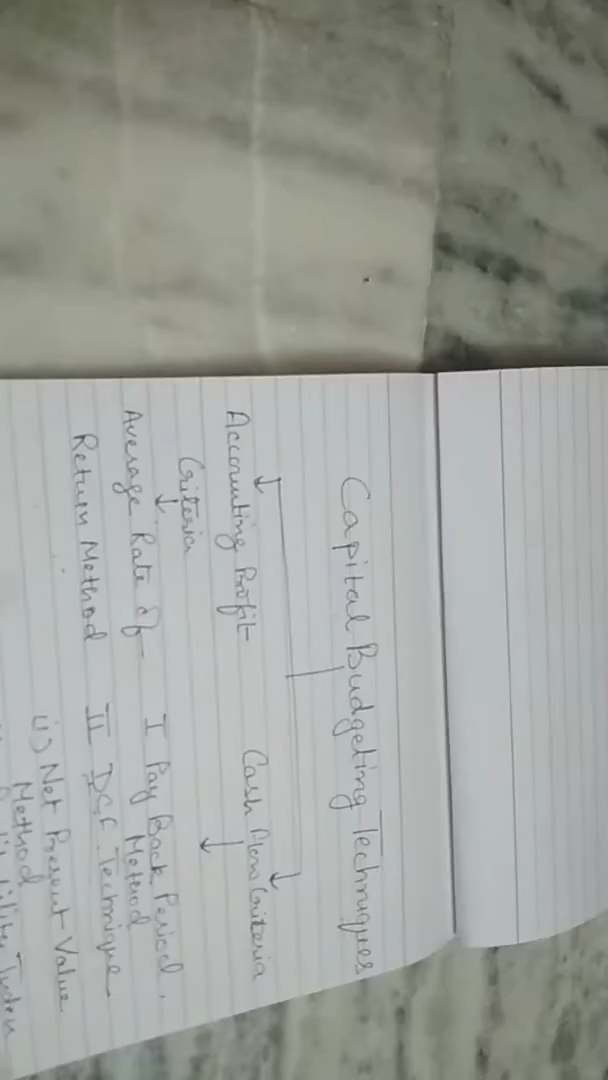 Capital Budgeting Techniques
Accounting Profit
Criteria
Average Rate of
Return Method
Cash Flow Criteria
I Pay Back Period
Method
II DCF Technique
(i) Net Present Value
Method
Index